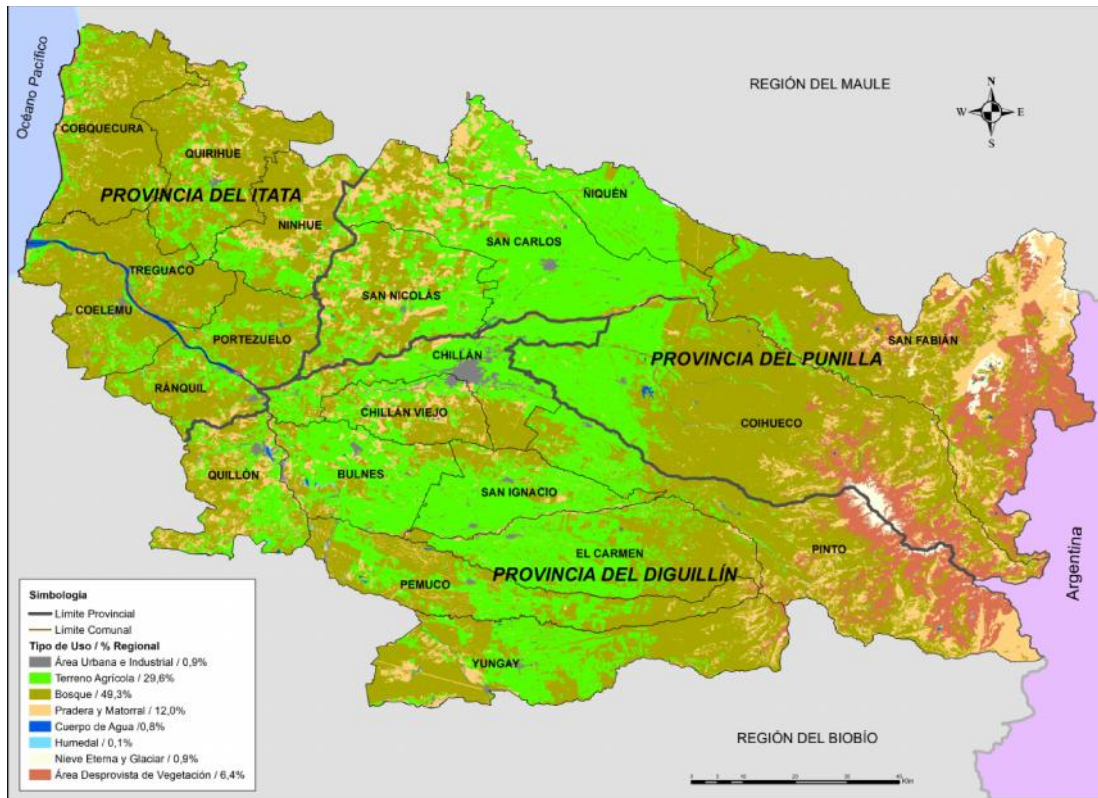 Océano Pacífico
REGIÓN DEL MAULE
N
W E
S
COBQUECURA
QUIRIHUE
PROVINCIA DEL ITATA
NINHUE
ÑIQUÉN
SAN CARLOS
TREGUACO
COELEMU
SAN NICOLÁS
PORTEZUELO
SAN FABIÁN
CHILLÁN
PROVINCIA DEL PUNILLA
RÁNQUIL
CHILLÁN VIEJO
COIHUECO
QUILLÓN
BULNES
SAN IGNACIO
PINTO
EL CARMEN
PROVINCIA DEL DIGUILLÍN
PEMUCO
YUNGAY
Argentina
REGIÓN DEL BIOBÍO
Simbología
Límite Provincial
Límite Comunal
Tipo de Uso / % Regional
Área Urbana e Industrial / 0,9%
Terreno Agrícola / 29,6%
Bosque / 49,3%
Pradera y Matorral / 12,0%
Cuerpo de Agua /0,8%
Humedal / 0,1%
Nieve Eterna y Glaciar / 0,9%
Área Desprovista de Vegetación / 6,4%